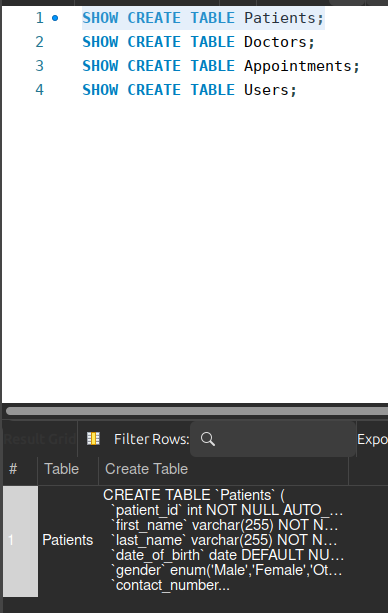 1 SHOW CREATE TABLE Patients;
2 SHOW CREATE TABLE Doctors;
3 SHOW CREATE TABLE Appointments;
4 SHOW CREATE TABLE Users;
Result Grid Filter Rows: Expo
# Table Create Table
1 Patients CREATE TABLE `Patients` (
`patient_id` int NOT NULL AUTO_...
`first_name` varchar(255) NOT N...
`last_name` varchar(255) NOT N...
`date_of_birth` date DEFAULT NU...
`gender` enum('Male','Female','Ot...
`contact_number...